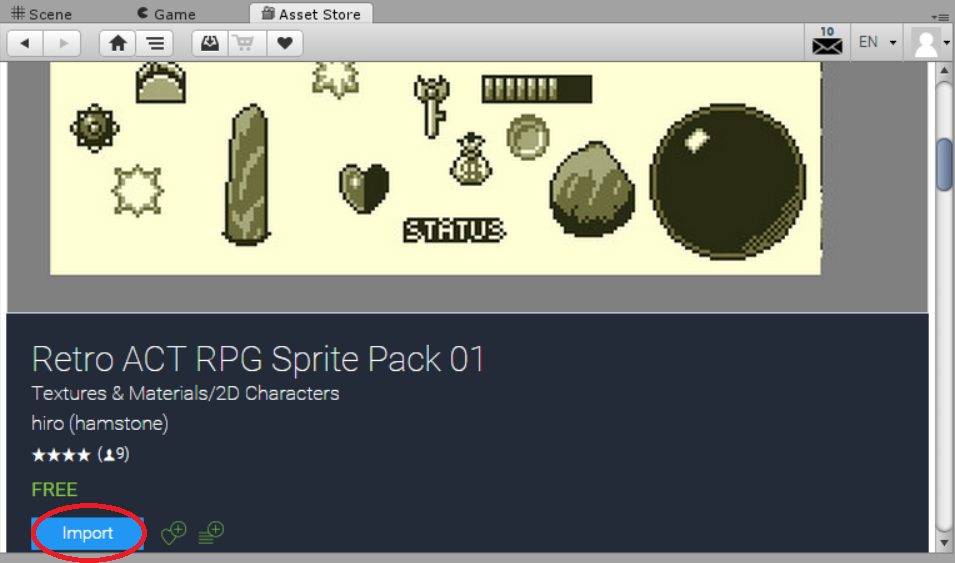 Scene Game Asset Store
10
EN
STATUS
Retro ACT RPG Sprite Pack 01
Textures & Materials/2D Characters
hiro (hamstone)
★★★★ (9)
FREE
Import